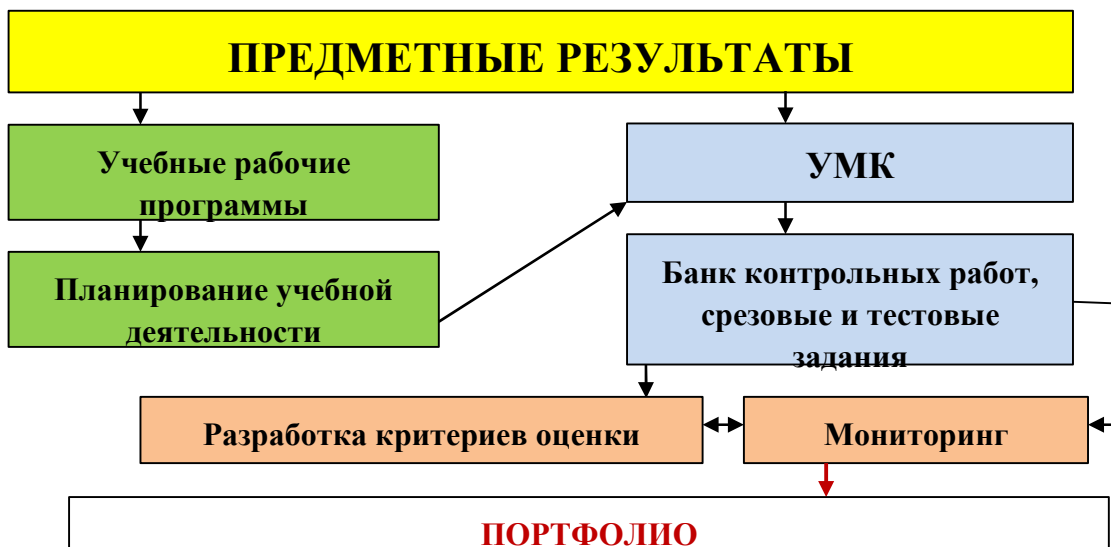 ПРЕДМЕТНЫЕ РЕЗУЛЬТАТЫ
Учебные рабочие
программы
УМК
Планирование учебной
деятельности
Банк контрольных работ,
срезовые и тестовые
задания
Разработка критериев оценки
Мониторинг
ПОРТФОЛИО